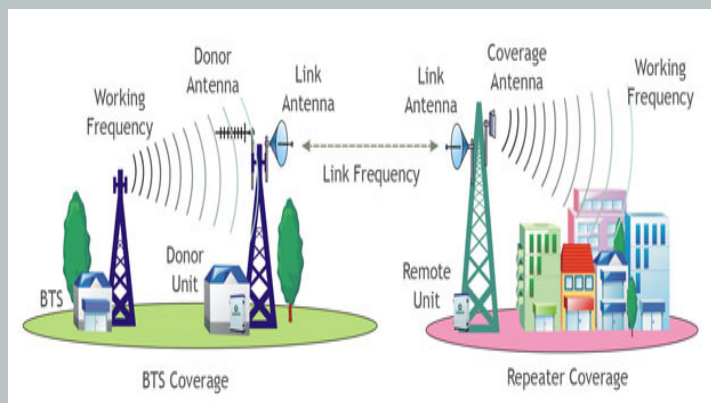 Donor
Antenna
Link
Antenna
Working
Frequency
Link
Antenna
Coverage
Antenna
Working
Frequency
Link Frequency
BTS
Donor
Unit
Remote
Unit
BTS Coverage
Repeater Coverage